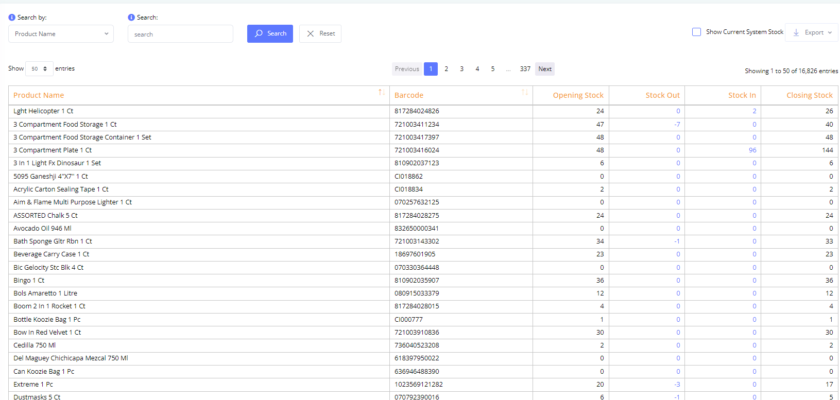 Search by:
Search:
Product Name
search
Search
Reset
Show Current System Stock
Export
Show 50 entries
Previous 1 2 3 4 5 ... 337 Next
Showing 1 to 50 of 16,826 entries
Product Name Barcode Opening Stock Stock Out Stock In Closing Stock
Lght Helicopter 1 Ct 817284024826 24 0 2 26
3 Compartment Food Storage 1 Ct 721003411234 47 -7 0 40
3 Compartment Food Storage Container 1 Set 721003417397 48 0 0 48
3 Compartment Plate 1 Ct 721003416024 48 0 96 144
3 In 1 Light Fx Dinosaur 1 Set 810902037123 6 0 0 6
5095 Ganeshji 4"X7" 1 Ct CI018862 0 0 0 0
Acrylic Carton Sealing Tape 1 Ct CI018834 2 0 0 2
Aim & Flame Multi Purpose Lighter 1 Ct 070257632125 0 0 0 0
ASSORTED Chalk 5 Ct 817284028275 24 0 0 24
Avocado Oil 946 Ml 832650000341 0 0 0 0
Bath Sponge Gltr Rbn 1 Ct 721003143302 34 -1 0 33
Beverage Carry Case 1 Ct 18697601905 23 0 0 23
Bic Gelocity Stc Blk 4 Ct 070330364448 0 0 0 0
Bingo 1 Ct 810902035907 36 0 0 36
Bols Amaretto 1 Litre 080915033379 12 0 0 12
Boom 2 In 1 Rocket 1 Ct 817284028015 4 0 0 4
Bottle Koozie Bag 1 Pc CI000777 1 0 0 1
Bow In Red Velvet 1 Ct 721003910836 30 0 0 30
Cedilla 750 Ml 736040523208 2 0 0 2
Del Maguey Chichicapa Mezcal 750 Ml 618397950022 0 0 0 0
Can Koozie Bag 1 Pc 636946488390 0 0 0 0
Extreme 1 Pc 1023569121282 20 -3 0 17
Dustmasks 5 Ct 070792390016 6 -1 0 5